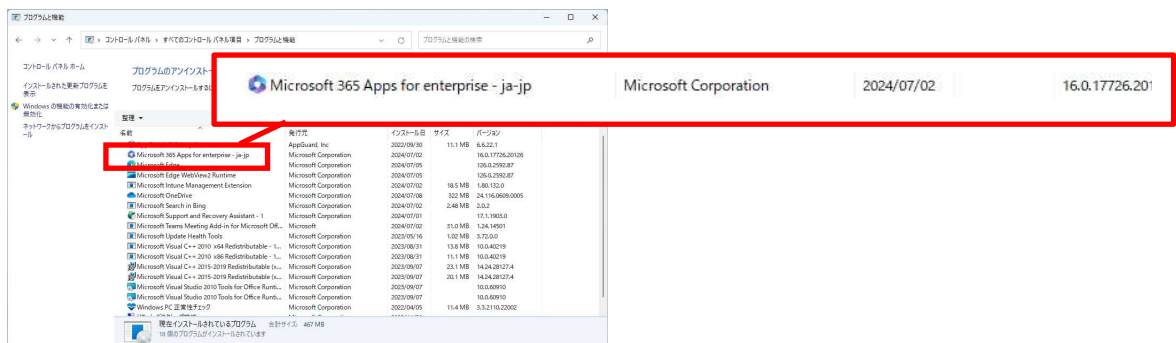 プログラムと機能
コントロール パネル › すべてのコントロール パネル項目 › プログラムと機能
プログラムと機能の検索
コントロール パネル ホーム
インストールされた更新プログラムを
表示
Windows の機能の有効化または
無効化
ネットワークからプログラムをインスト
ール
プログラムのアンインストー
プログラムをアンインストールするに
Microsoft 365 Apps for enterprise - ja-jp Microsoft Corporation 2024/07/02 16.0.17726.201
整理
名前 発行元 インストール日 サイズ バージョン
AppGuard, Inc 2022/09/30 11.1 MB 6.6.22.1
Microsoft 365 Apps for enterprise - ja-jp Microsoft Corporation 2024/07/02 16.0.17726.20126
Microsoft Edge Microsoft Corporation 2024/07/05 126.0.2592.87
Microsoft Edge WebView2 Runtime Microsoft Corporation 2024/07/05 126.0.2592.87
Microsoft Intune Management Extension Microsoft Corporation 2024/07/02 18.5 MB 1.80.132.0
Microsoft OneDrive Microsoft Corporation 2024/07/08 322 MB 24.116.0609.0005
Microsoft Search in Bing Microsoft Corporation 2024/07/02 2.48 MB 2.0.2
Microsoft Support and Recovery Assistant - 1 Microsoft Corporation 2024/07/01 17.1.1903.0
Microsoft Teams Meeting Add-in for Microsoft Off... Microsoft 2024/07/02 31.0 MB 1.24.14501
Microsoft Update Health Tools Microsoft Corporation 2023/05/16 1.02 MB 3.72.0.0
Microsoft Visual C++ 2010 x64 Redistributable - 1... Microsoft Corporation 2023/08/31 13.8 MB 10.0.40219
Microsoft Visual C++ 2010 x86 Redistributable - 1... Microsoft Corporation 2023/08/31 11.1 MB 10.0.40219
Microsoft Visual C++ 2015-2019 Redistributable (x... Microsoft Corporation 2023/09/07 23.1 MB 14.24.28127.4
Microsoft Visual C++ 2015-2019 Redistributable (x... Microsoft Corporation 2023/09/07 20.1 MB 14.24.28127.4
Microsoft Visual Studio 2010 Tools for Office Runti... Microsoft Corporation 2023/09/07 10.0.60910
Microsoft Visual Studio 2010 Tools for Office Runti... Microsoft Corporation 2023/09/07 10.0.60910
Windows PC 正常性チェック Microsoft Corporation 2022/04/05 11.4 MB 3.3.2110.22002
現在インストールされているプログラム 合計サイズ: 467 MB
18 個のプログラムがインストールされています